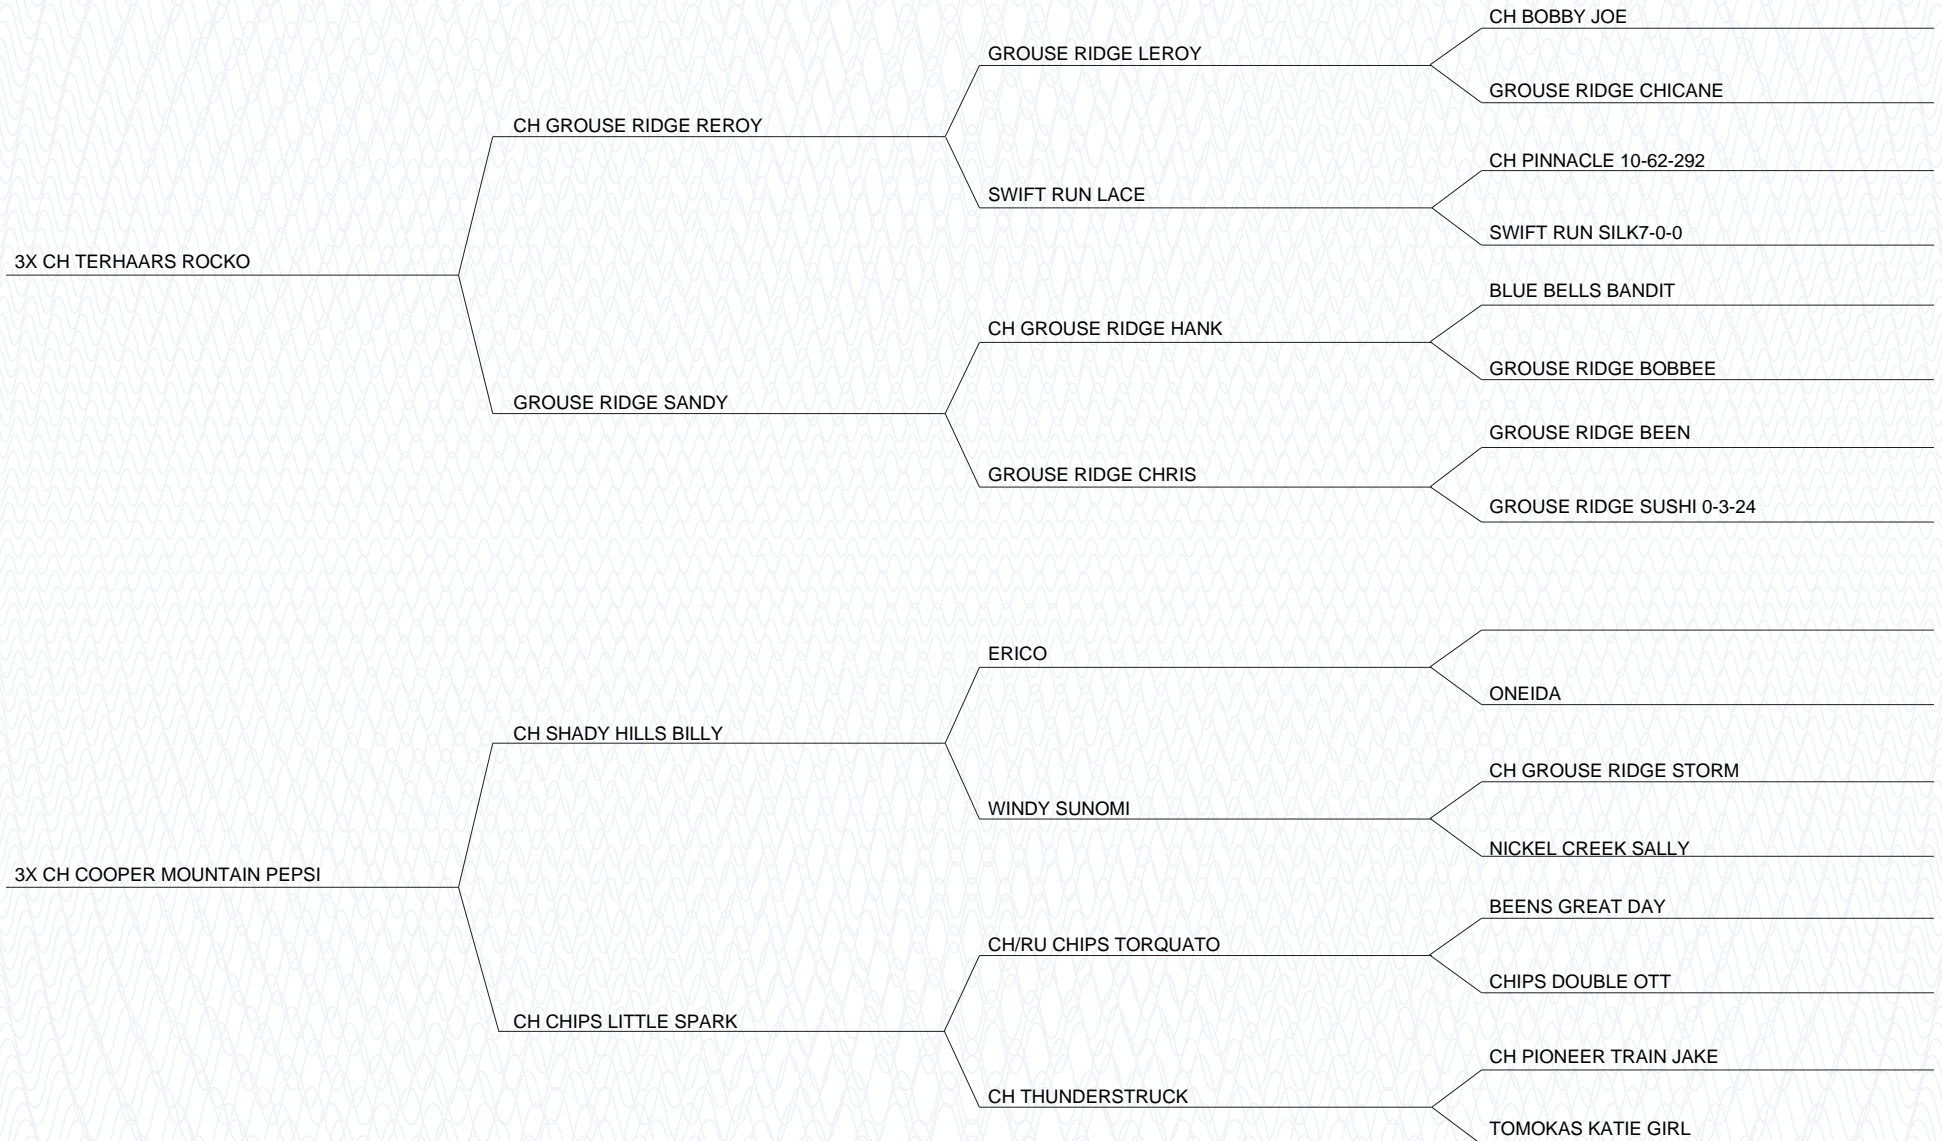 CH BOBBY JOE
GROUSE RIDGE LEROY
GROUSE RIDGE CHICANE
CH GROUSE RIDGE REROY
CH PINNACLE 10-62-292
SWIFT RUN LACE
SWIFT RUN SILK7-0-0
3X CH TERHAARS ROCKO
BLUE BELLS BANDIT
CH GROUSE RIDGE HANK
GROUSE RIDGE BOBBEE
GROUSE RIDGE SANDY
GROUSE RIDGE BEEN
GROUSE RIDGE CHRIS
GROUSE RIDGE SUSHI 0-3-24
ERICO
ONEIDA
CH SHADY HILLS BILLY
CH GROUSE RIDGE STORM
WINDY SUNOMI
NICKEL CREEK SALLY
3X CH COOPER MOUNTAIN PEPSI
BEENS GREAT DAY
CH/RU CHIPS TORQUATO
CHIPS DOUBLE OTT
CH CHIPS LITTLE SPARK
CH PIONEER TRAIN JAKE
CH THUNDERSTRUCK
TOMOKAS KATIE GIRL